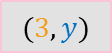 (3, y)